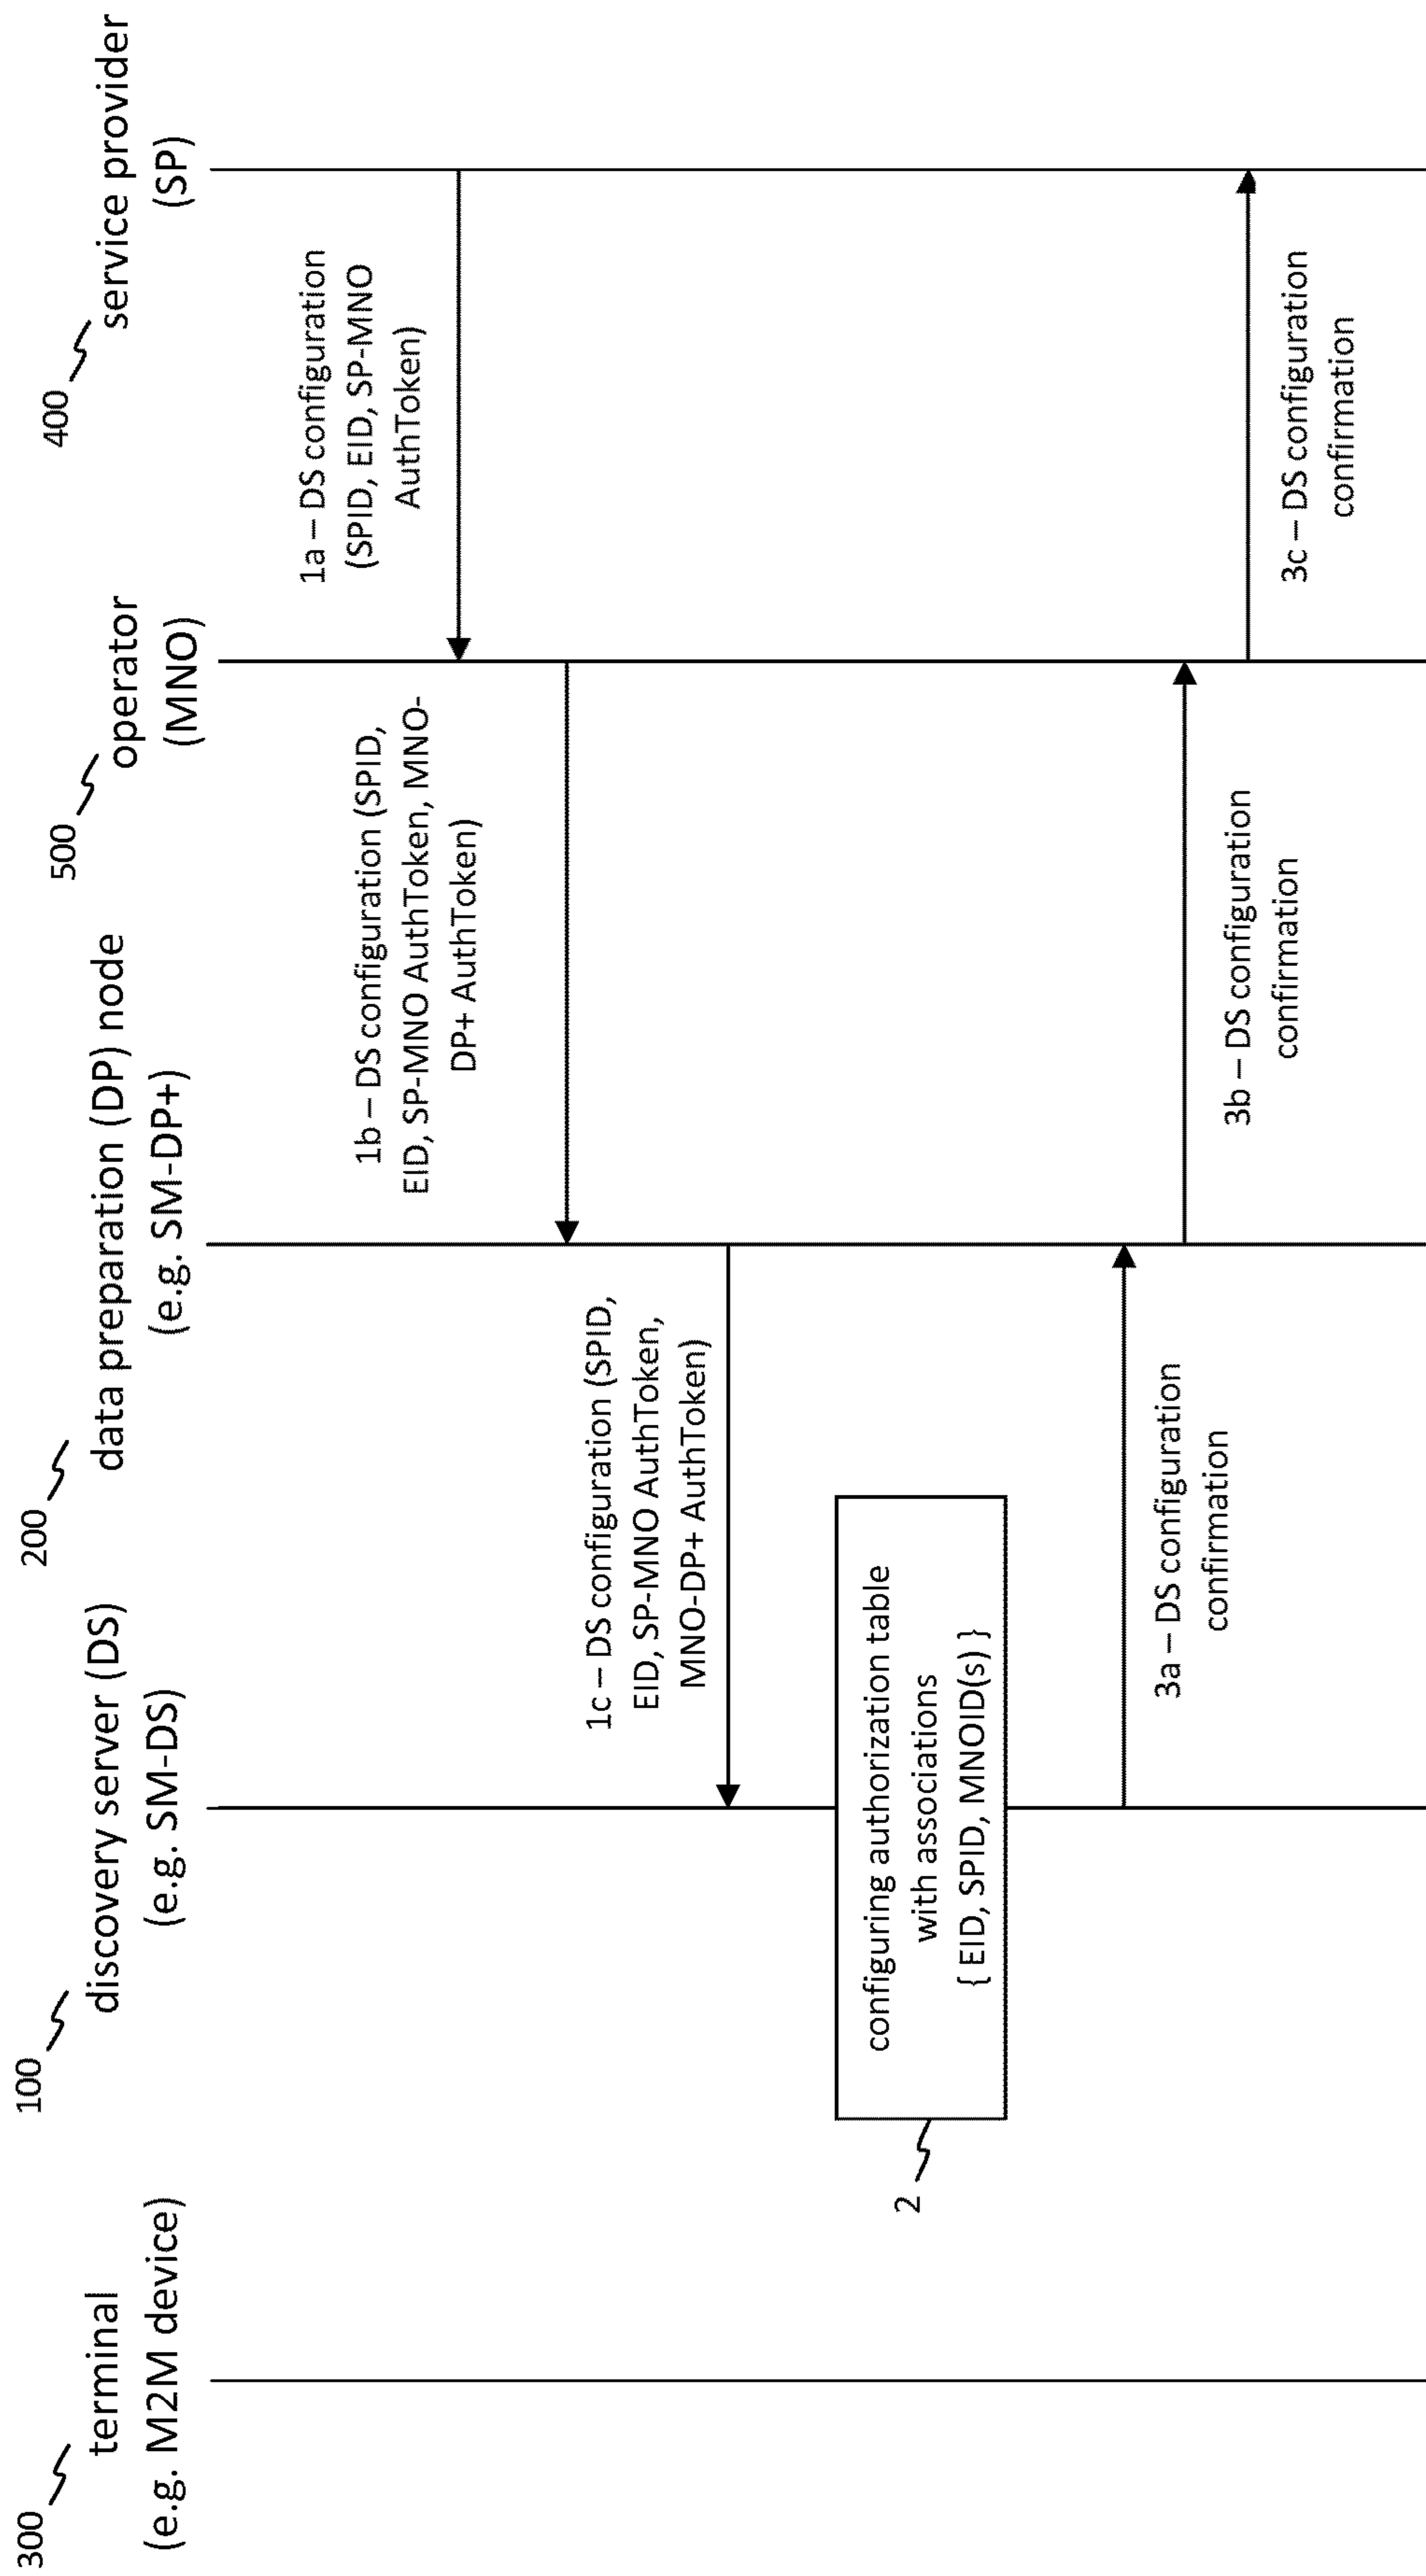 300
terminal
(e.g. M2M device)
100
discovery server (DS)
(e.g. SM-DS)
200
data preparation (DP) node
(e.g. SM-DP+)
500
operator
(MNO)
400
service provider
(SP)
1a – DS configuration
(SPID, EID, SP-MNO
AuthToken)
1b – DS configuration (SPID,
EID, SP-MNO AuthToken, MNO-
DP+ AuthToken)
1c – DS configuration (SPID,
EID, SP-MNO AuthToken,
MNO-DP+ AuthToken)
2
configuring authorization table
with associations
{ EID, SPID, MNOID(s) }
3a – DS configuration
confirmation
3b – DS configuration
confirmation
3c – DS configuration
confirmation